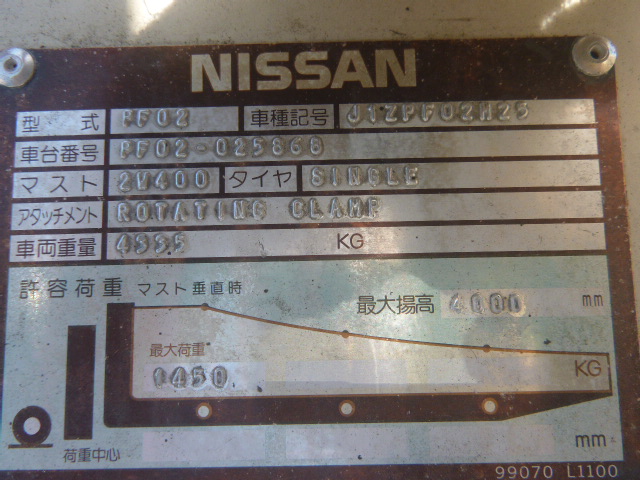 NISSAN
型式 PF02 車種記号 J1ZPF02M25
車台番号 PF02-025868
マスト 2W400 タイヤ SINGLE
アタッチメント ROTATING CLAMP
車両重量 4555 KG
許容荷重 マスト垂直時
最大揚高 4000 mm
最大荷重
1450 KG
荷重中心 mm
99070 L1100